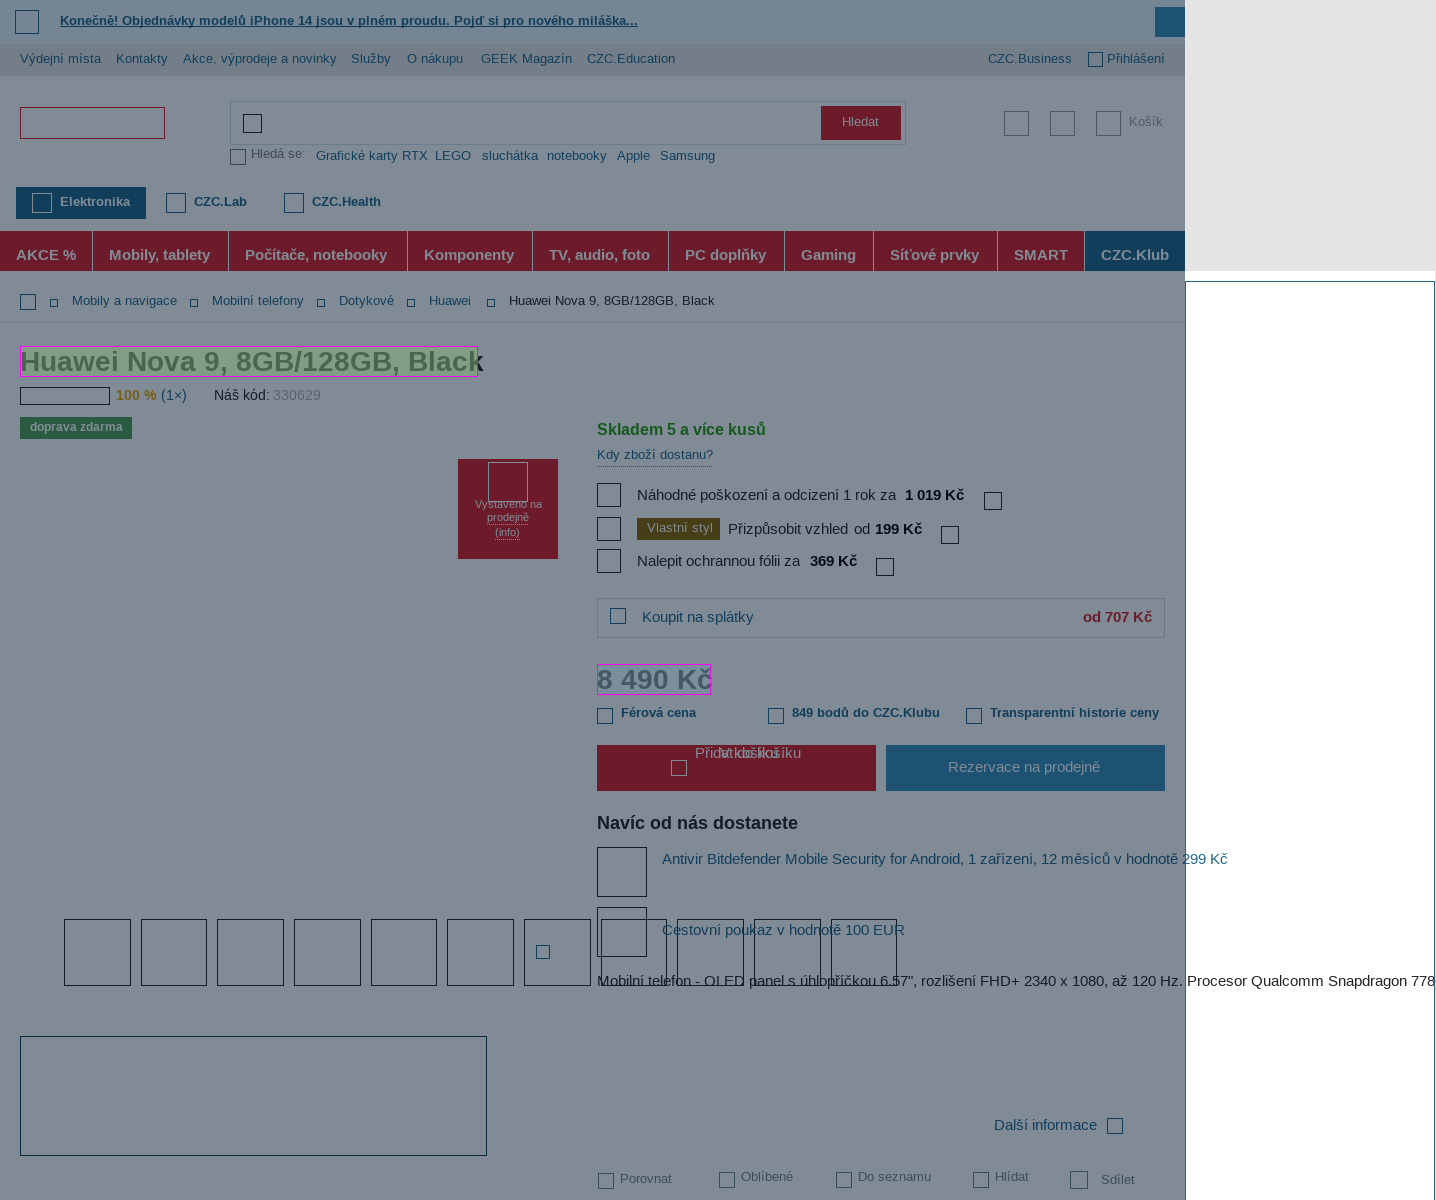 Konečně! Objednávky modelů iPhone 14 jsou v plném proudu. Pojď si pro nového miláška...
Výdejní místa Kontakty Akce, výprodeje a novinky Služby O nákupu GEEK Magazín CZC.Education CZC.Business Přihlášení
Hledat Košík
Hledá se: Grafické karty RTX LEGO sluchátka notebooky Apple Samsung
Elektronika CZC.Lab CZC.Health
AKCE % Mobily, tablety Počítače, notebooky Komponenty TV, audio, foto PC doplňky Gaming Síťové prvky SMART CZC.Klub
Mobily a navigace Mobilní telefony Dotykové Huawei Huawei Nova 9, 8GB/128GB, Black
Huawei Nova 9, 8GB/128GB, Black
100 % (1×) Náš kód: 330629
doprava zdarma
Vystaveno na
prodejně
(info)
Skladem 5 a více kusů
Kdy zboží dostanu?
Náhodné poškození a odcizení 1 rok za 1 019 Kč
Vlastní styl Přizpůsobit vzhled od 199 Kč
Nalepit ochrannou fólii za 369 Kč
Koupit na splátky od 707 Kč
8 490 Kč
Férová cena 849 bodů do CZC.Klubu Transparentní historie ceny
Přidat do košíku V košíku Rezervace na prodejně
Navíc od nás dostanete
Antivir Bitdefender Mobile Security for Android, 1 zařízení, 12 měsíců v hodnotě 299 Kč
Cestovní poukaz v hodnotě 100 EUR
Mobilní telefon - OLED panel s úhlopříčkou 6.57", rozlišení FHD+ 2340 x 1080, až 120 Hz. Procesor Qualcomm Snapdragon 778
Další informace
Porovnat Oblíbené Do seznamu Hlídat Sdílet